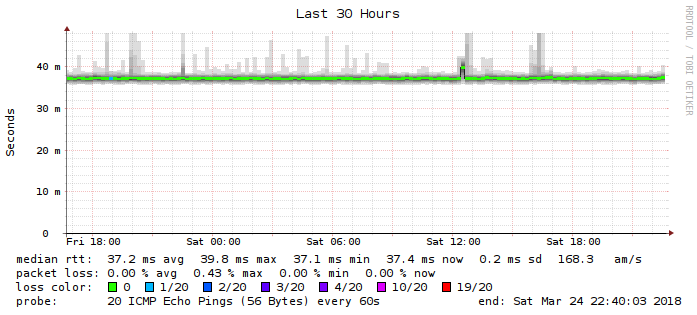 Last 30 Hours
RRDTOOL / TOBI OETIKER
Seconds
40 m
30 m
20 m
10 m
0
Fri 18:00 Sat 00:00 Sat 06:00 Sat 12:00 Sat 18:00
median rtt: 37.2 ms avg 39.8 ms max 37.1 ms min 37.4 ms now 0.2 ms sd 168.3 am/s
packet loss: 0.00 % avg 0.43 % max 0.00 % min 0.00 % now
loss color: 0 1/20 2/20 3/20 4/20 10/20 19/20
probe: 20 ICMP Echo Pings (56 Bytes) every 60s end: Sat Mar 24 22:40:03 2018